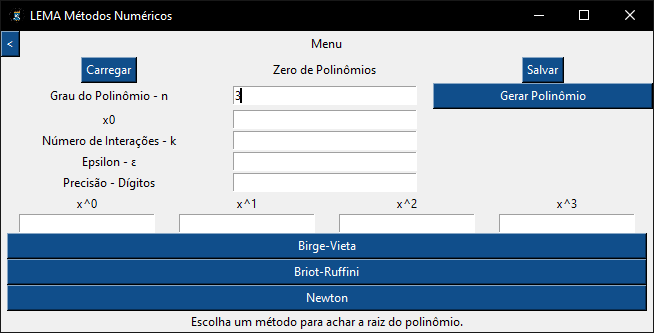 LEMA Métodos Numéricos
< Menu
Carregar Zero de Polinômios Salvar
Grau do Polinômio - n 3 Gerar Polinômio
x0
Número de Interações - k
Epsilon - ε
Precisão - Dígitos
x^0 x^1 x^2 x^3
Birge-Vieta
Briot-Ruffini
Newton
Escolha um método para achar a raiz do polinômio.